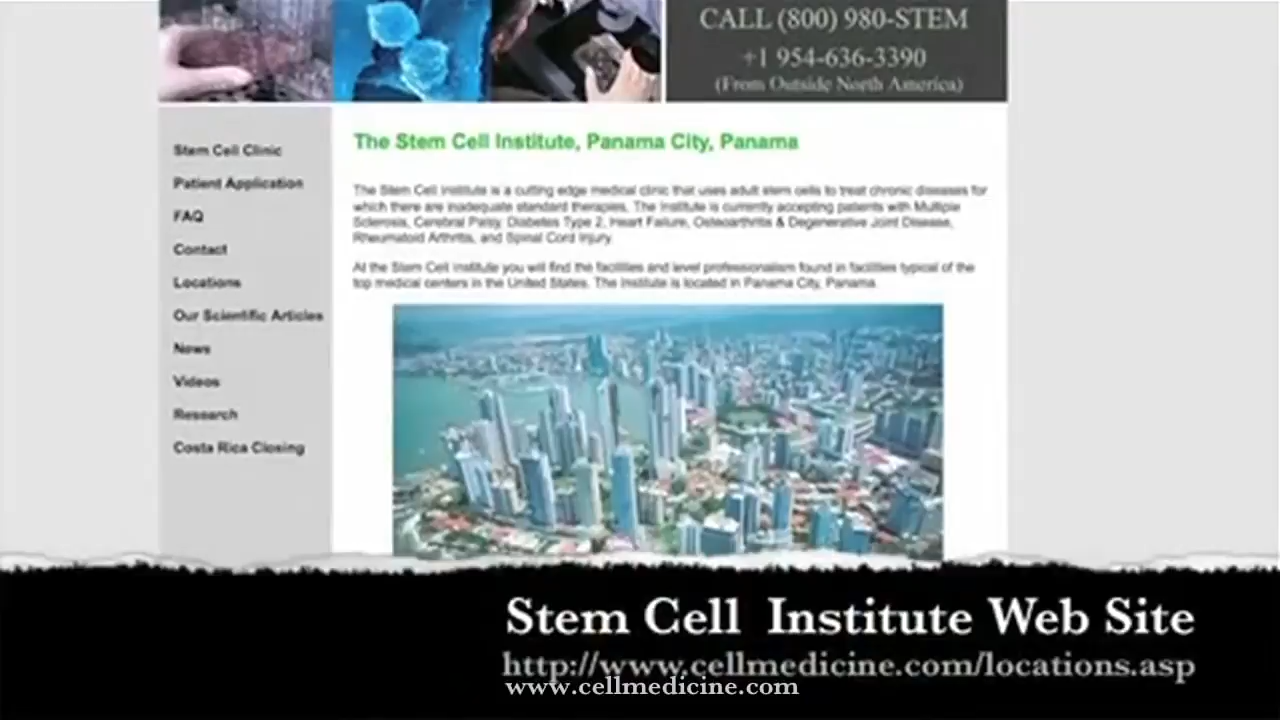 CALL (800) 980-STEM
+1 954-636-3390
(From Outside North America)
Stem Cell Clinic
Patient Application
FAQ
Contact
Locations
Our Scientific Articles
News
Videos
Research
Costa Rica Closing
The Stem Cell Institute, Panama City, Panama
The Stem Cell Institute is a cutting edge medical clinic that uses adult stem cells to treat chronic diseases for
which there are inadequate standard therapies. The Institute is currently accepting patients with Multiple
Sclerosis, Cerebral Palsy, Diabetes Type 2, Heart Failure, Osteoarthritis & Degenerative Joint Disease,
Rheumatoid Arthritis, and Spinal Cord Injury.
At the Stem Cell Institute you will find the facilities and level professionalism found in facilities typical of the
top medical centers in the United States. The Institute is located in Panama City, Panama.
Stem Cell Institute Web Site
http://www.cellmedicine.com/locations.asp
www.cellmedicine.com